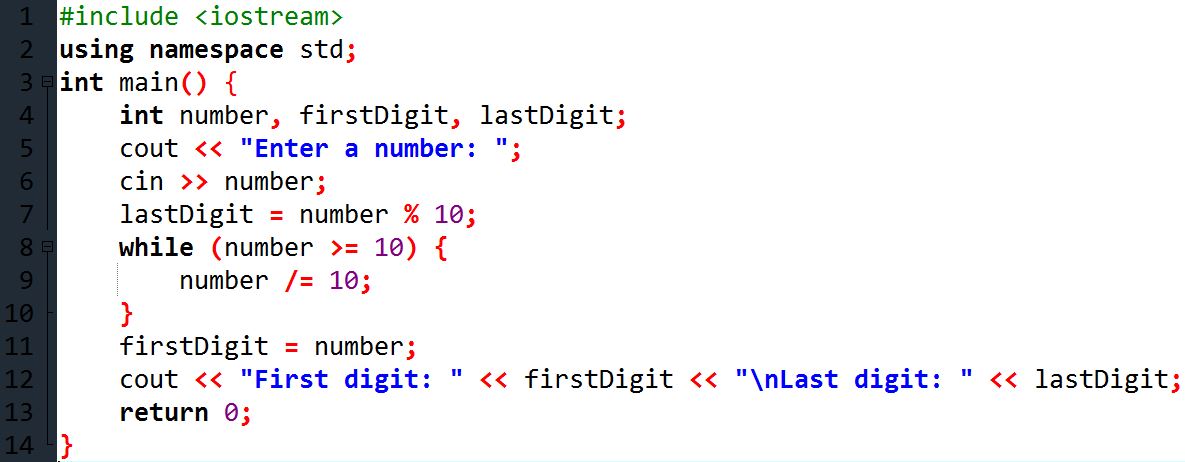 1 #include <iostream>
2 using namespace std;
3 int main() {
4 int number, firstDigit, lastDigit;
5 cout << "Enter a number: ";
6 cin >> number;
7 lastDigit = number % 10;
8 while (number >= 10) {
9 number /= 10;
10 }
11 firstDigit = number;
12 cout << "First digit: " << firstDigit << "\nLast digit: " << lastDigit;
13 return 0;
14 }